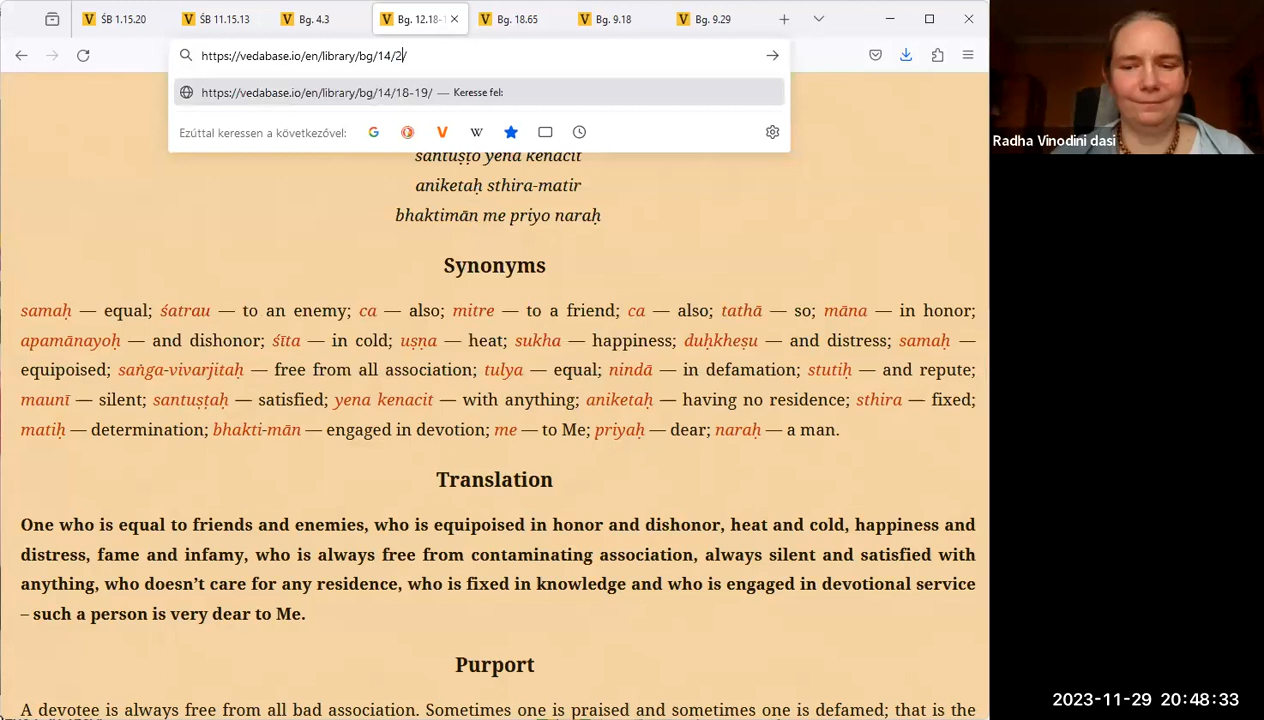 ŚB 1.15.20
ŚB 11.15.13
Bg. 4.3
Bg. 12.18-1
Bg. 18.65
Bg. 9.18
Bg. 9.29
https://vedabase.io/en/library/bg/14/2/
https://vedabase.io/en/library/bg/14/18-19/ — Keresse fel:
Ezúttal keressen a következővel:
santuṣṭo yena kenacit
aniketaḥ sthira-matir
bhaktimān me priyo naraḥ
Synonyms
samaḥ — equal; śatrau — to an enemy; ca — also; mitre — to a friend; ca — also; tathā — so; māna — in honor;
apamānayoḥ — and dishonor; śīta — in cold; uṣṇa — heat; sukha — happiness; duḥkheṣu — and distress; samaḥ —
equipoised; saṅga-vivarjitaḥ — free from all association; tulya — equal; nindā — in defamation; stutiḥ — and repute;
maunī — silent; santuṣṭaḥ — satisfied; yena kenacit — with anything; aniketaḥ — having no residence; sthira — fixed;
matiḥ — determination; bhakti-mān — engaged in devotion; me — to Me; priyaḥ — dear; naraḥ — a man.
Translation
One who is equal to friends and enemies, who is equipoised in honor and dishonor, heat and cold, happiness and
distress, fame and infamy, who is always free from contaminating association, always silent and satisfied with
anything, who doesn’t care for any residence, who is fixed in knowledge and who is engaged in devotional service
– such a person is very dear to Me.
Purport
A devotee is always free from all bad association. Sometimes one is praised and sometimes one is defamed; that is the
Radha Vinodini dasi
2023-11-29 20:48:33